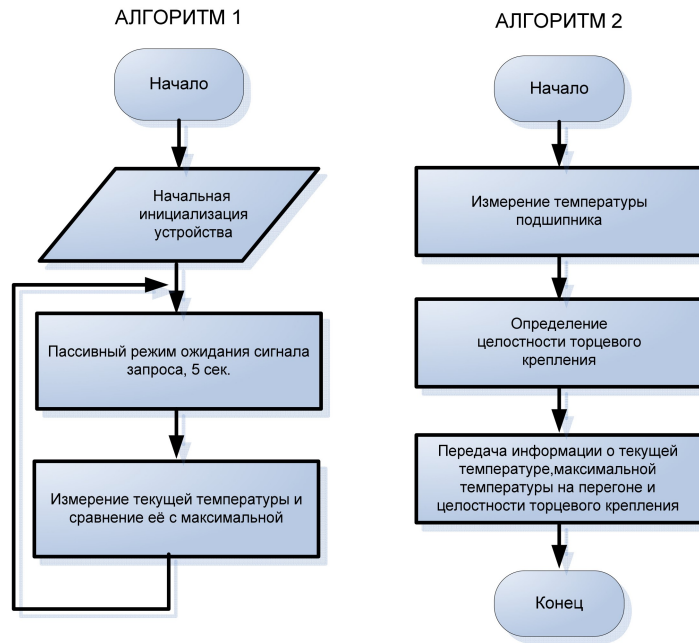 АЛГОРИТМ 1
Начало
Начальная
инициализация
устройства
Пассивный режим ожидания сигнала
запроса, 5 сек.
Измерение текущей температуры и
сравнение её с максимальной
АЛГОРИТМ 2
Начало
Измерение температуры
подшипника
Определение
целостности торцевого
крепления
Передача информации о текущей
температуре,максимальной
температуры на перегоне и
целостности торцевого крепления
Конец